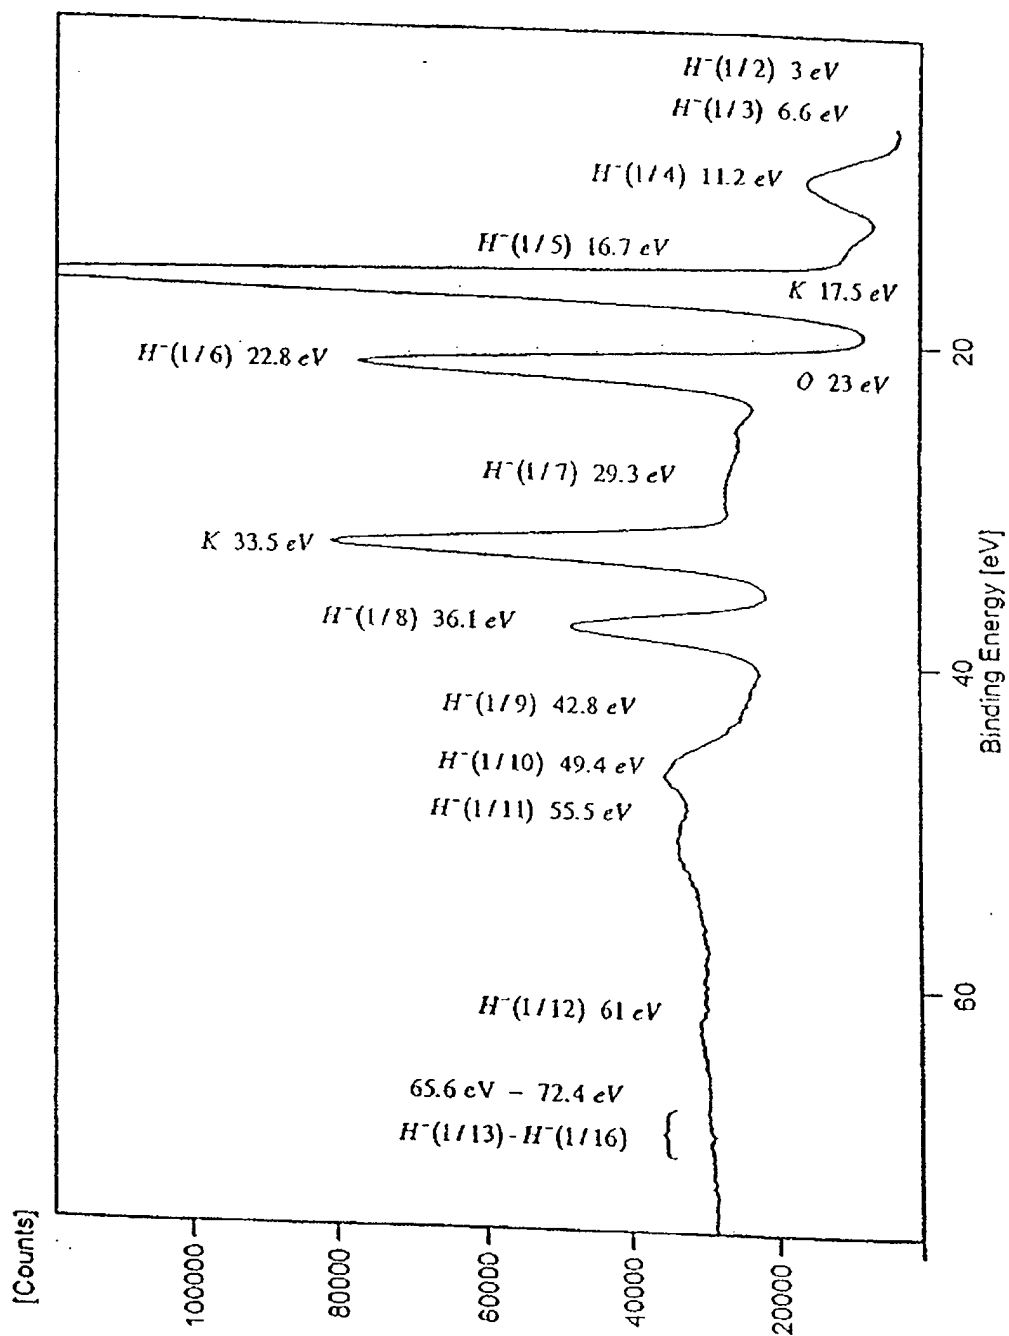 H⁻(1/2) 3 eV
H⁻(1/3) 6.6 eV
H⁻(1/4) 11.2 eV
H⁻(1/5) 16.7 eV
K 17.5 eV
H⁻(1/6) 22.8 eV
O 23 eV
H⁻(1/7) 29.3 eV
K 33.5 eV
H⁻(1/8) 36.1 eV
H⁻(1/9) 42.8 eV
H⁻(1/10) 49.4 eV
H⁻(1/11) 55.5 eV
H⁻(1/12) 61 eV
65.6 eV – 72.4 eV
H⁻(1/13) - H⁻(1/16) {
20
40
60
Binding Energy [eV]
[Counts]
100000
80000
60000
40000
20000